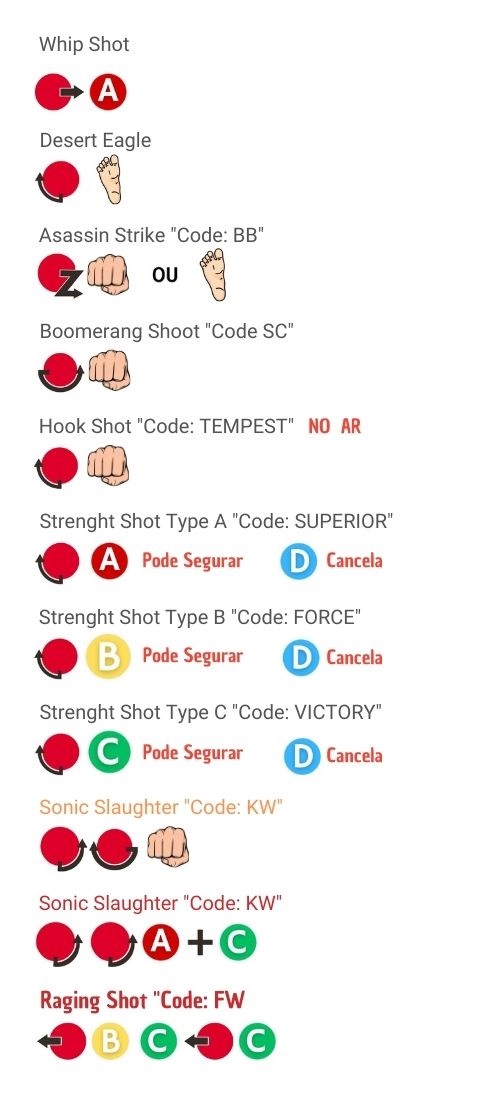 Whip Shot
A
Desert Eagle
Asassin Strike "Code: BB"
OU
Boomerang Shoot "Code SC"
Hook Shot "Code: TEMPEST" NO AR
Strenght Shot Type A "Code: SUPERIOR"
A Pode Segurar D Cancela
Strenght Shot Type B "Code: FORCE"
B Pode Segurar D Cancela
Strenght Shot Type C "Code: VICTORY"
C Pode Segurar D Cancela
Sonic Slaughter "Code: KW"
Sonic Slaughter "Code: KW"
A + C
Raging Shot "Code: FW
B C C